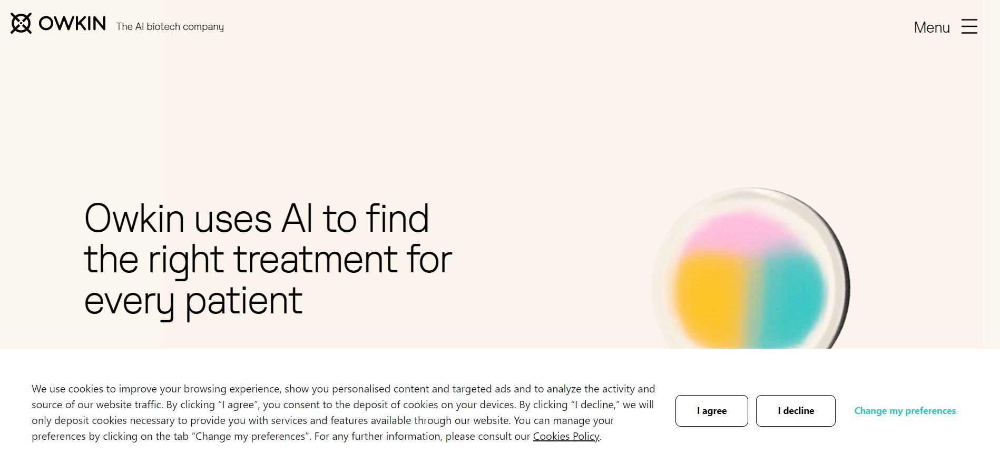 OWKIN The AI biotech company
Menu
Owkin uses AI to find
the right treatment for
every patient
We use cookies to improve your browsing experience, show you personalised content and targeted ads and to analyze the activity and
source of our website traffic. By clicking “I agree”, you consent to the deposit of cookies on your devices. By clicking “I decline,” we will
only deposit cookies necessary to provide you with services and features available through our website. You can manage your
preferences by clicking on the tab “Change my preferences”. For any further information, please consult our Cookies Policy.
I agree
I decline
Change my preferences